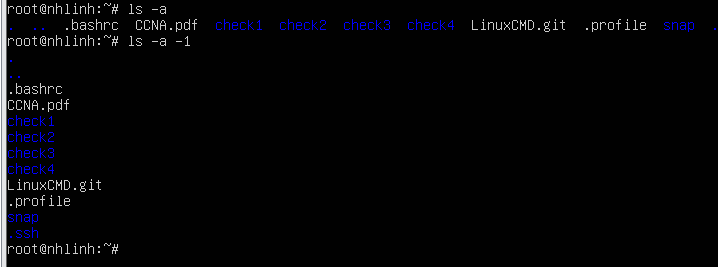 root@nhlinh:~# ls -a
.  ..  .bashrc  CCNA.pdf  check1  check2  check3  check4  LinuxCMD.git  .profile  snap  .
root@nhlinh:~# ls -a -1
.
..
.bashrc
CCNA.pdf
check1
check2
check3
check4
LinuxCMD.git
.profile
snap
.ssh
root@nhlinh:~#